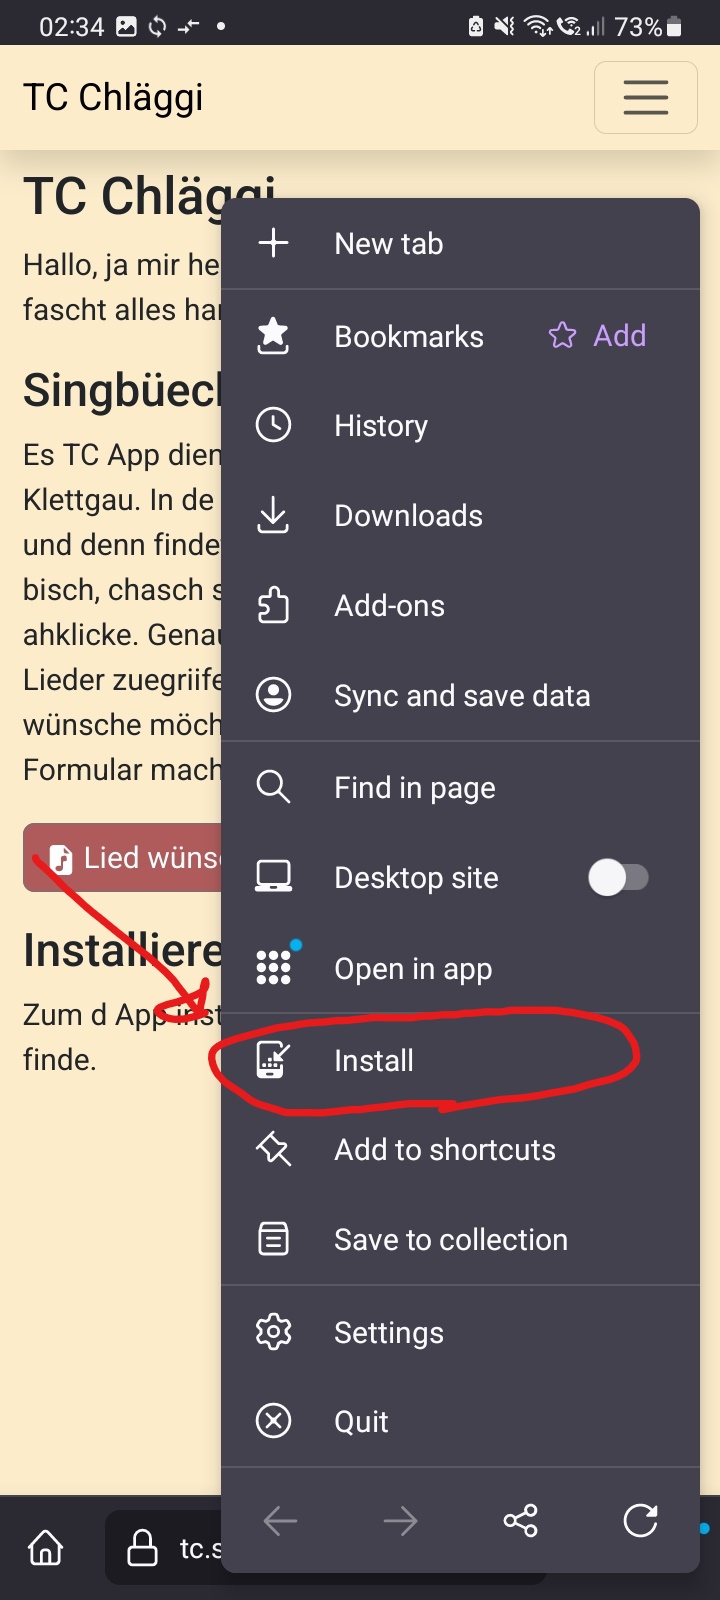 02:34
2
73%
TC Chläggi
TC Chläggi
Hallo, ja mir he
fascht alles
Singbüec
Es TC App dien
Klettgau. In de
und denn finde
bisch, chasch s
ahklicke. Genau
Lieder zuegriife
wünsche möch
Formular mach
Lied wüns
Installiere
Zum d App inst
finde.
New tab
Bookmarks Add
History
Downloads
Add-ons
Sync and save data
Find in page
Desktop site
Open in app
Install
Add to shortcuts
Save to collection
Settings
Quit
tc.s